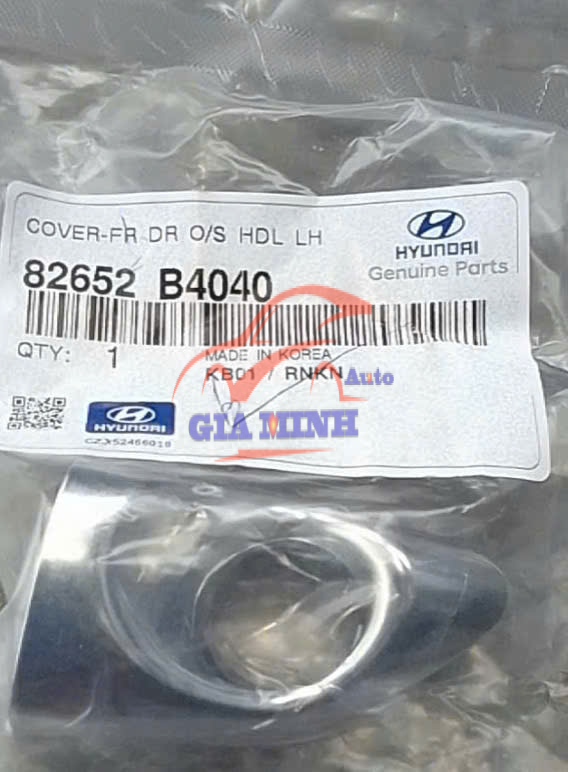 COVER-FR DR O/S HDL LH
HYUNDAI
Genuine Parts
82652 B4040
QTY: 1
MADE IN KOREA
KB01 / RNKN
Auto
GIA MINH
HYUNDAI